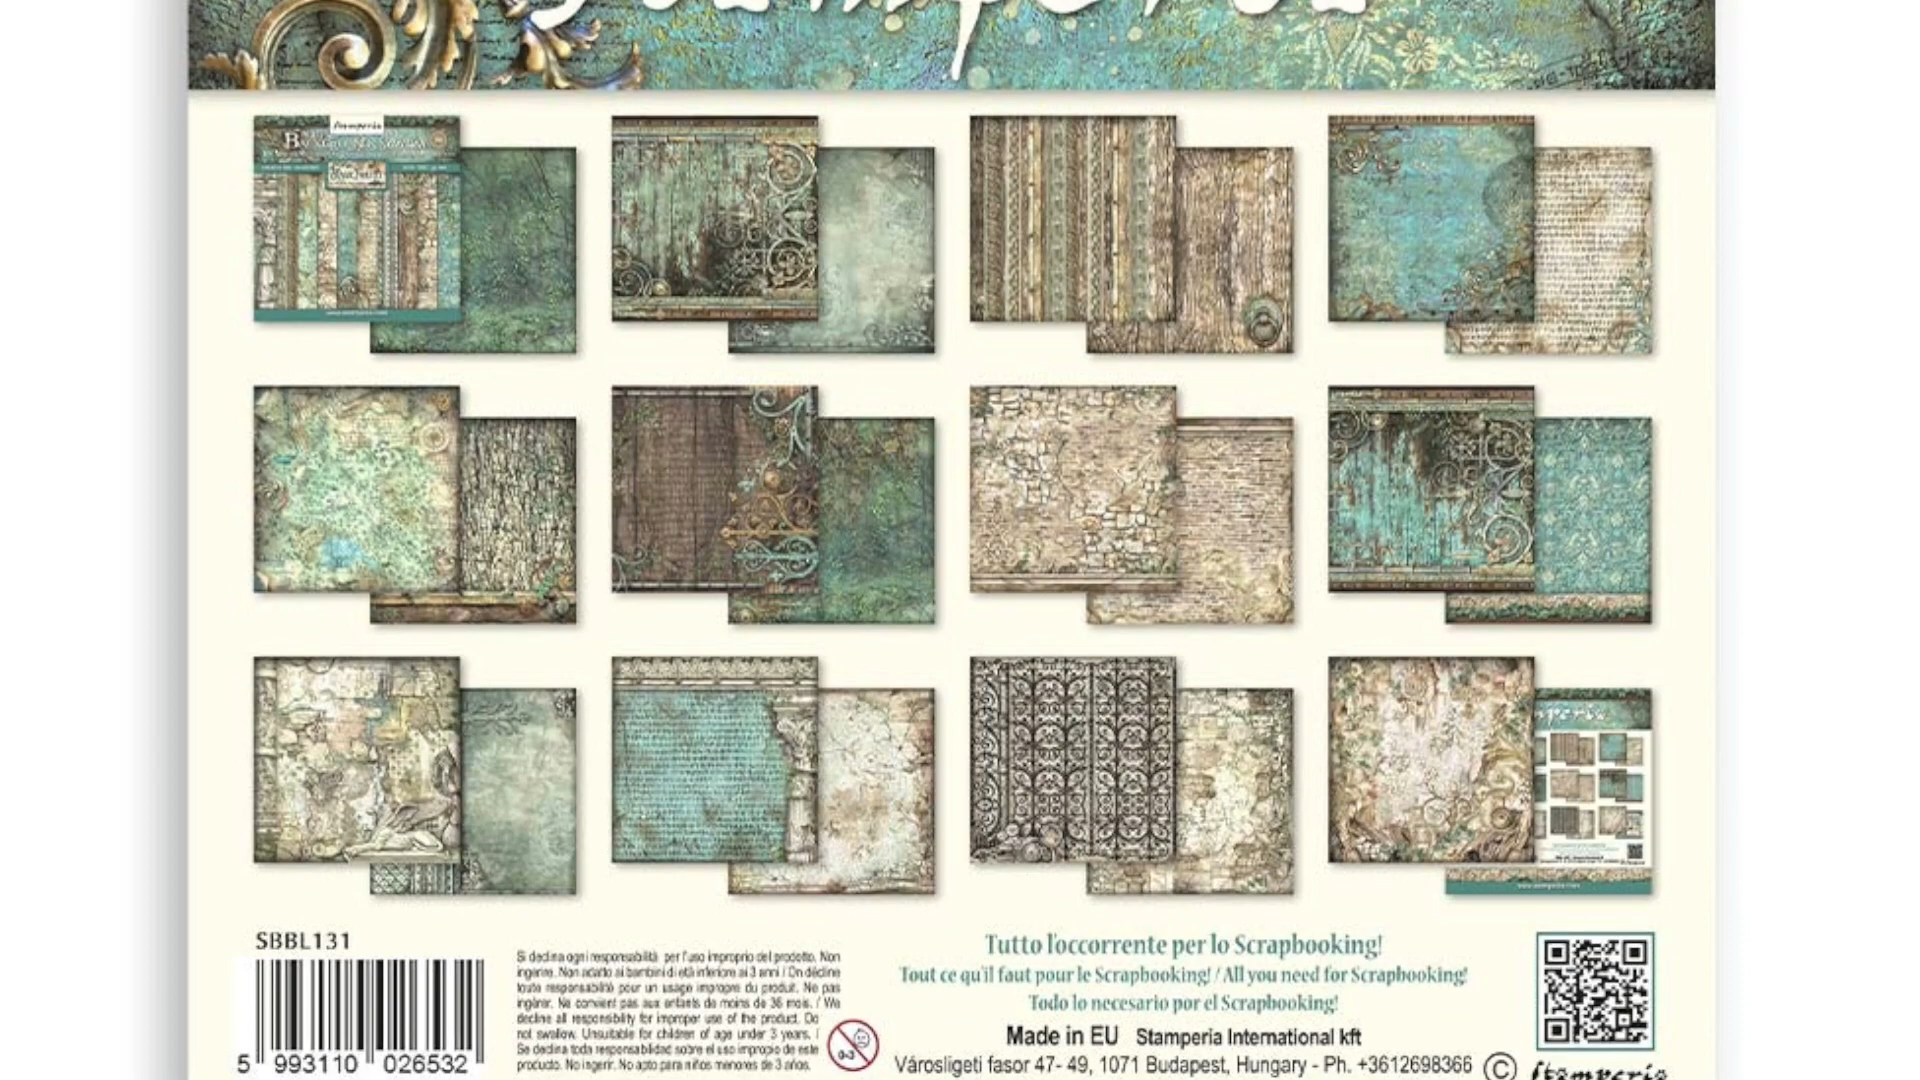 Stamperia
SBBL131
5 993110 026532
Si declina ogni responsabilità per l'uso improprio del prodotto. Non
ingerire. Non adatto ai bambini di età inferiore ai 3 anni / On décline
toute responsabilité pour un usage impropre du produit. Ne pas
ingérer. Ne convient pas aux enfants de moins de 36 mois. / We
decline all responsibility for improper use of the product. Do
not swallow. Unsuitable for children of age under 3 years. /
Se declina toda responsabilidad sobre el uso impropio de este
producto. No ingerir. No apto para niños menores de 3 años.
0-3
Tutto l'occorrente per lo Scrapbooking!
Tout ce qu'il faut pour le Scrapbooking! / All you need for Scrapbooking!
Todo lo necesario por el Scrapbooking!
Made in EU Stamperia International kft
Városligeti fasor 47- 49, 1071 Budapest, Hungary - Ph. +3612698366 ©
Stamperia